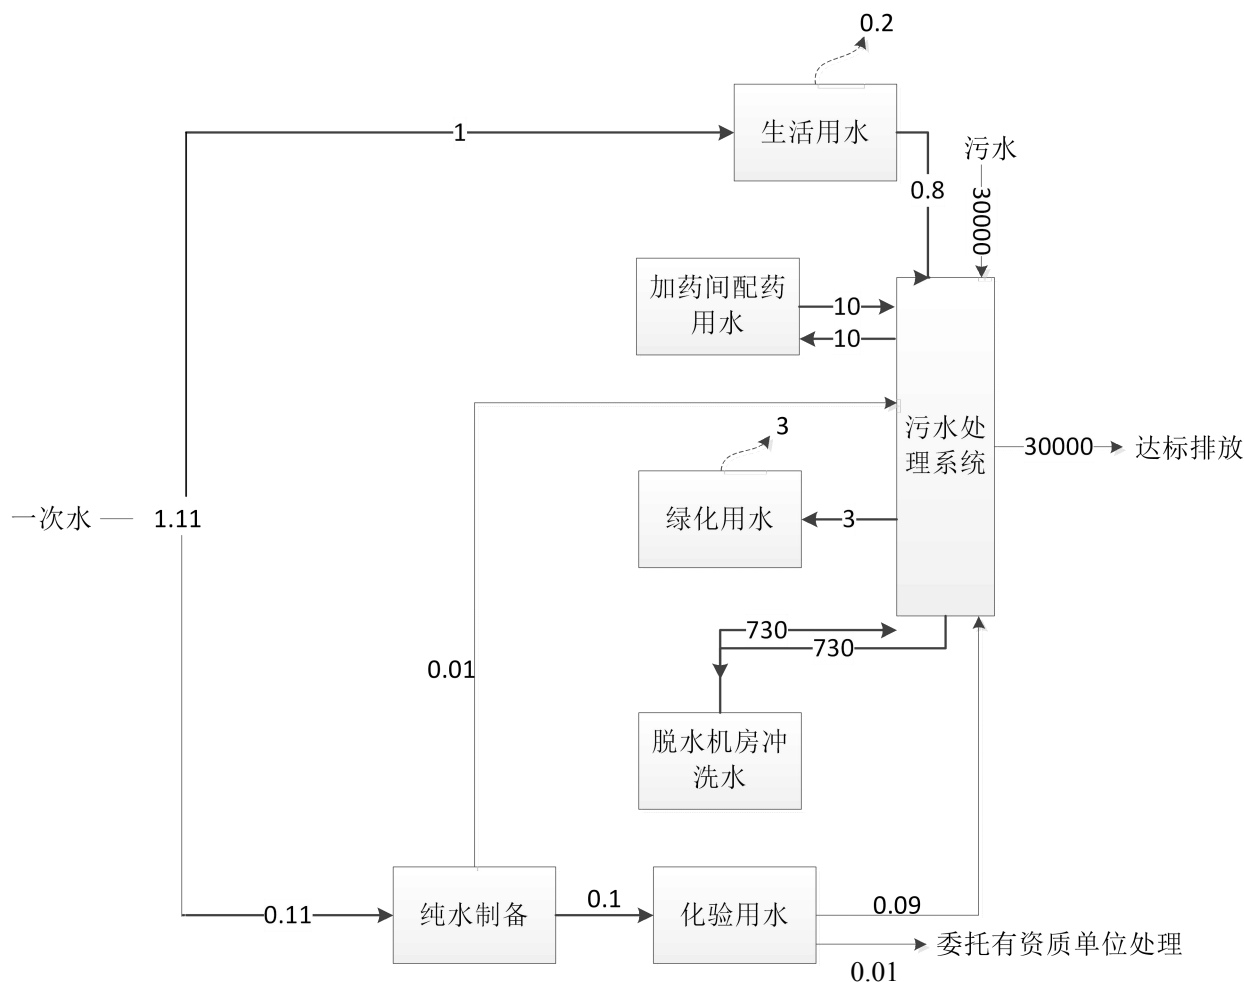 0.2
1
生活用水
污水
0.8
30000
加药间配药
用水
10
10
3
污水处
理系统
30000
达标排放
绿化用水
3
一次水
1.11
730
730
0.01
脱水机房冲
洗水
0.11
纯水制备
0.1
化验用水
0.09
委托有资质单位处理
0.01